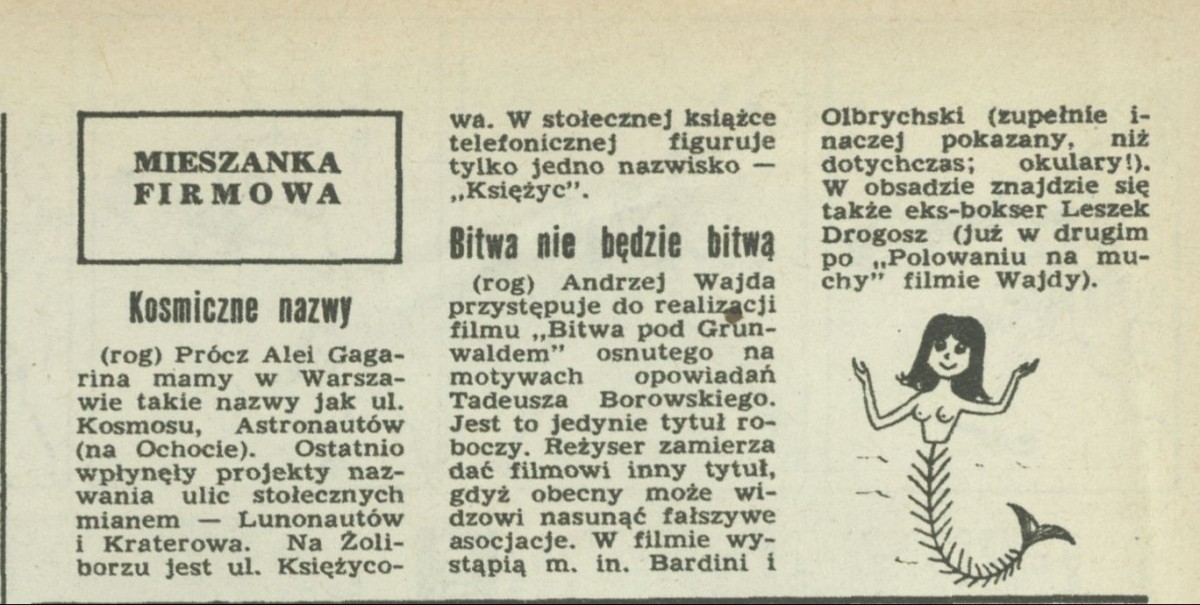 MIESZANKA
FIRMOWA
Kosmiczne nazwy
(rog) Prócz Alei Gaga-
rina mamy w Warsza-
wie takie nazwy jak ul.
Kosmosu, Astronautów
(na Ochocie). Ostatnio
wpłynęły projekty naz-
wania ulic stołecznych
mianem — Lunonautów
i Kraterowa. Na Żoli-
borzu jest ul. Księżyco-
wa. W stołecznej książce
telefonicznej figuruje
tylko jedno nazwisko —
„Księżyc”.
Bitwa nie będzie bitwą
(rog) Andrzej Wajda
przystępuje do realizacji
filmu „Bitwa pod Grun-
waldem” osnutego na
motywach opowiadań
Tadeusza Borowskiego.
Jest to jedynie tytuł ro-
boczy. Reżyser zamierza
dać filmowi inny tytuł,
gdyż obecny może wi-
dzowi nasunąć fałszywe
asocjacje. W filmie wy-
stąpią m. in. Bardini i
Olbrychski (zupełnie i-
naczej pokazany, niż
dotychczas; okulary!).
W obsadzie znajdzie się
także eks-bokser Leszek
Drogosz (już w drugim
po „Polowaniu na mu-
chy” filmie Wajdy).